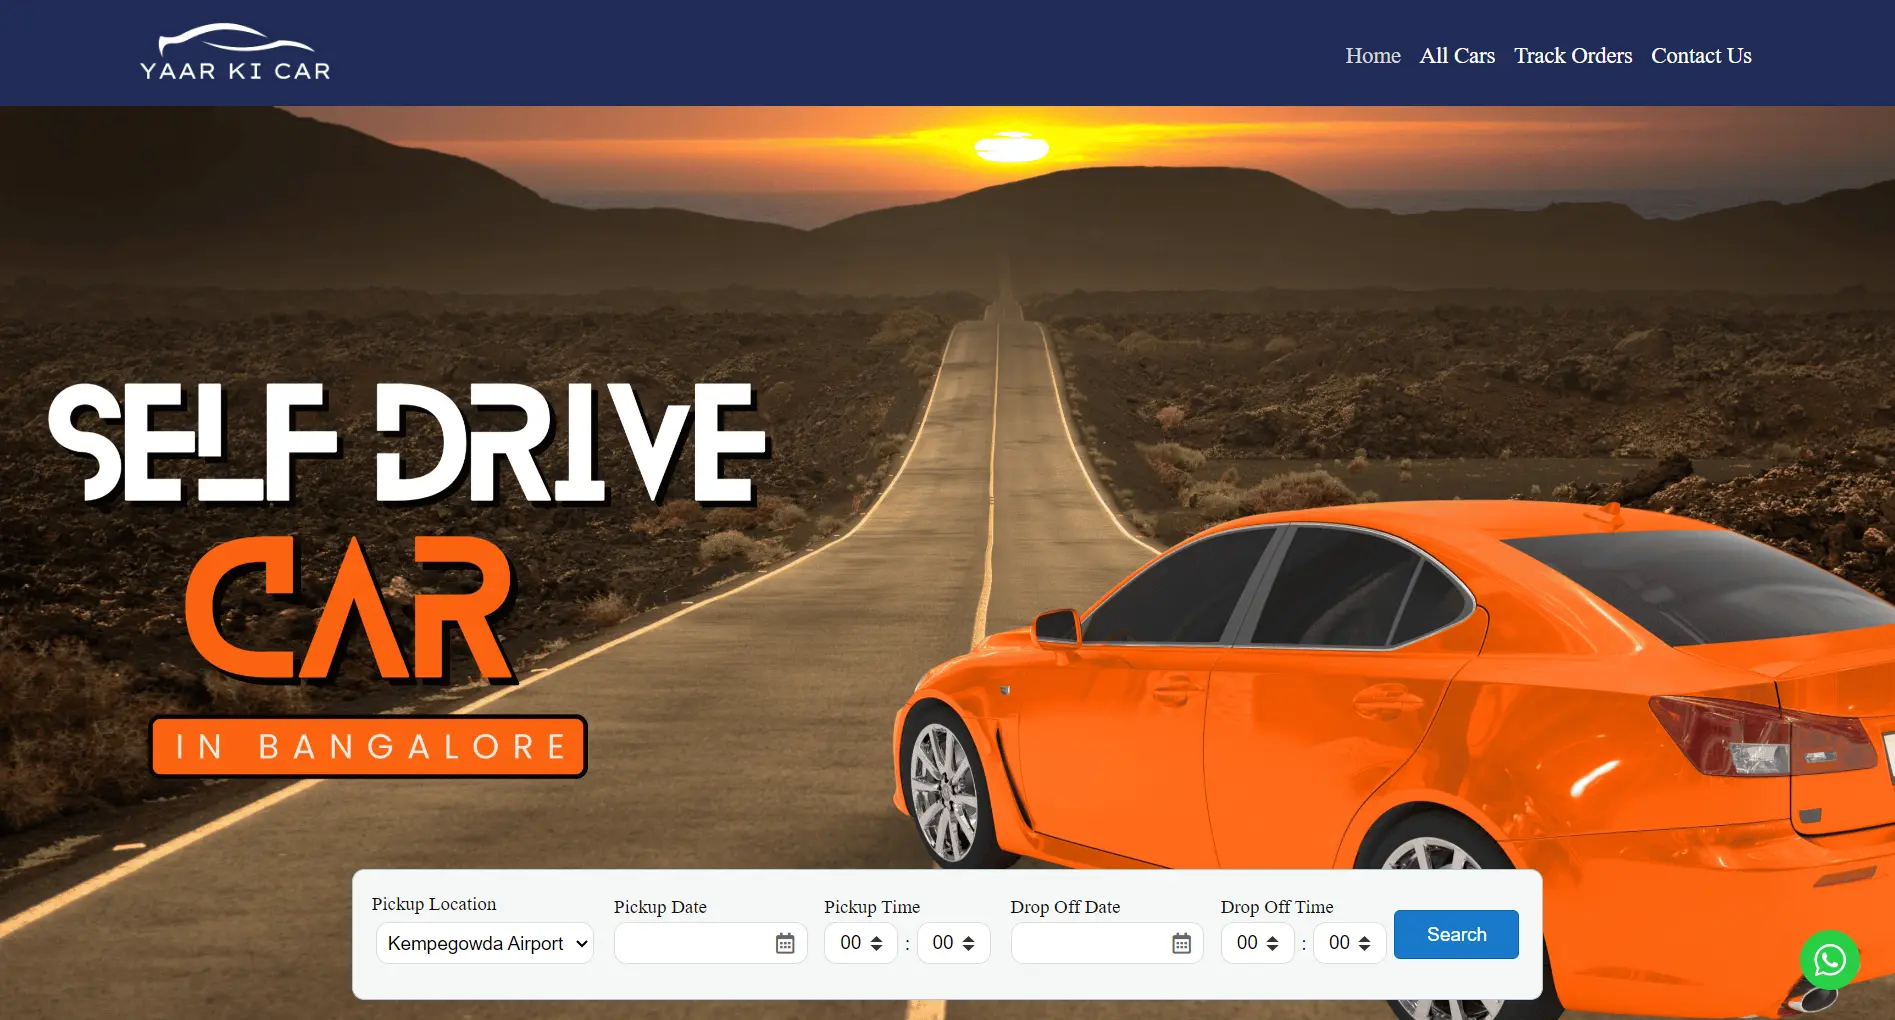 YAAR KI CAR
Home All Cars Track Orders Contact Us
SELF DRIVE
CAR
IN BANGALORE
Pickup Location Pickup Date Pickup Time Drop Off Date Drop Off Time
Kempegowda Airport 00 : 00 00 : 00 Search